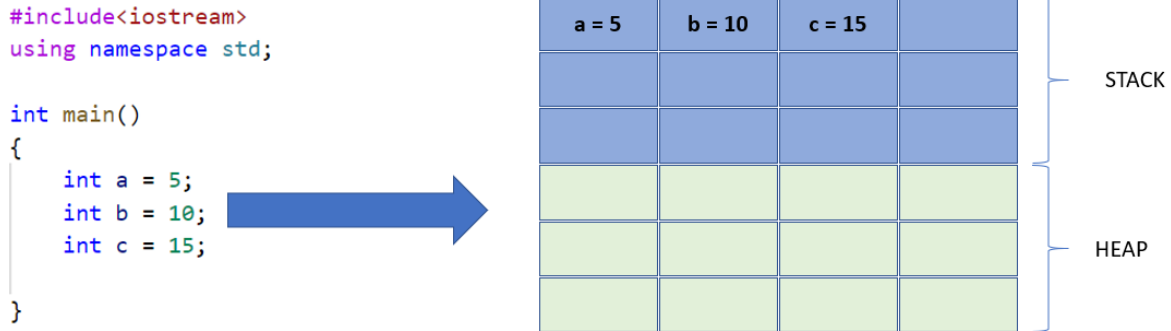 #include<iostream>
using namespace std;
int main()
{
int a = 5;
int b = 10;
int c = 15;
}
a = 5
b = 10
c = 15
STACK
HEAP